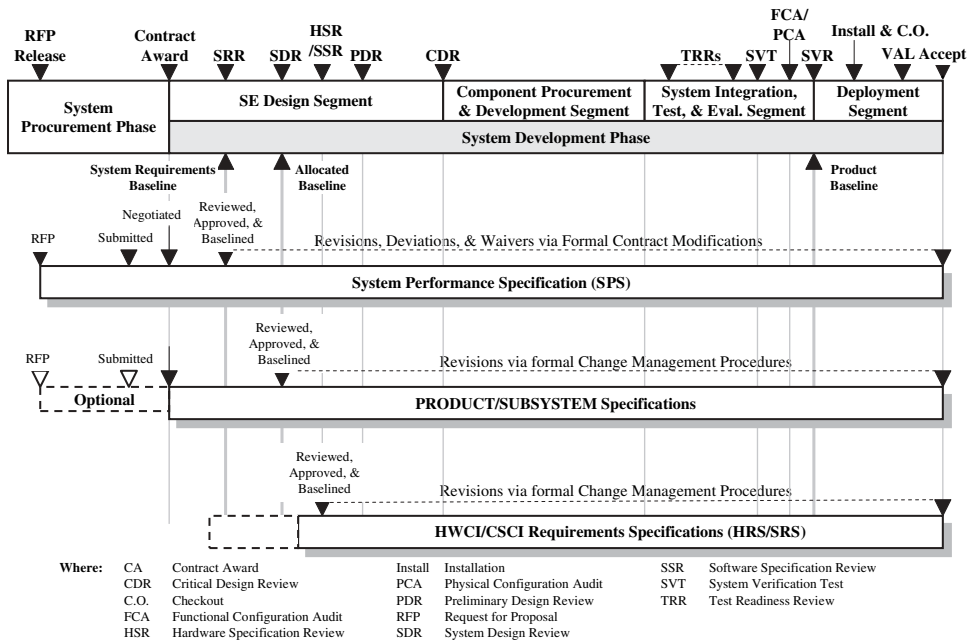 RFP
Release
Contract
Award
SRR
SDR
HSR
/SSR
PDR
CDR
TRRs
SVT
FCA/
PCA
SVR
Install & C.O.
VAL Accept
System
Procurement Phase
SE Design Segment
Component Procurement
& Development Segment
System Integration,
Test, & Eval. Segment
Deployment
Segment
System Development Phase
System Requirements
Baseline
Allocated
Baseline
Product
Baseline
RFP
Submitted
Negotiated
Reviewed,
Approved, &
Baselined
Revisions, Deviations, & Waivers via Formal Contract Modifications
System Performance Specification (SPS)
RFP
Submitted
Reviewed,
Approved, &
Baselined
Revisions via formal Change Management Procedures
Optional
PRODUCT/SUBSYSTEM Specifications
Reviewed,
Approved, &
Baselined
Revisions via formal Change Management Procedures
HWCI/CSCI Requirements Specifications (HRS/SRS)
Where:
CA Contract Award
CDR Critical Design Review
C.O. Checkout
FCA Functional Configuration Audit
HSR Hardware Specification Review
Install Installation
PCA Physical Configuration Audit
PDR Preliminary Design Review
RFP Request for Proposal
SDR System Design Review
SSR Software Specification Review
SVT System Verification Test
TRR Test Readiness Review